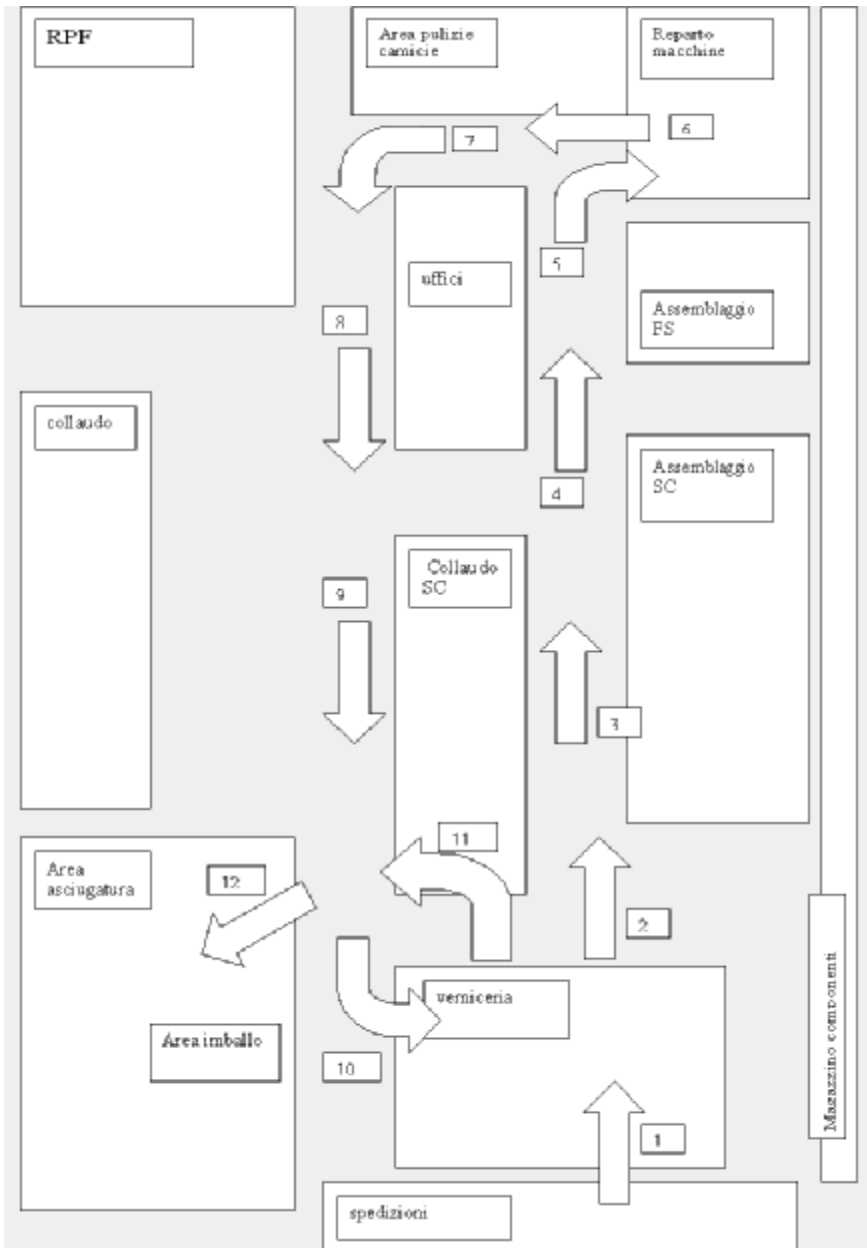 RPF
Area pulizie
camicie
Reparto
macchine
6
7
5
uffici
Assemblaggio
FS
8
collaudo
Assemblaggio
SC
4
Collaudo
SC
9
3
11
Area
asciugatura
12
2
verniceria
Area imballo
10
Magazzino componenti
1
spedizioni